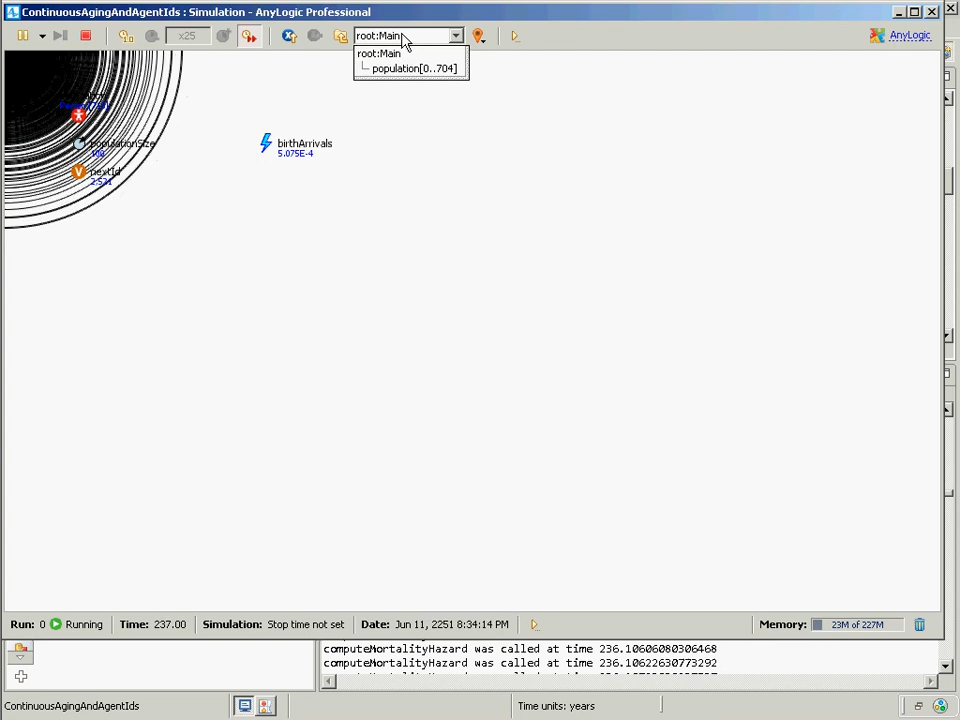 ContinuousAgingAndAgentIds : Simulation - AnyLogic Professional
x25
root:Main
AnyLogic
root:Main
population[0..704]
populationSize
100
birthArrivals
5.075E-4
nextId
2,521
Run: 0 Running Time: 237.00 Simulation: Stop time not set Date: Jun 11, 2251 8:34:14 PM Memory: 23M of 227M
computeMortalityHazard was called at time 236.10606080306468
computeMortalityHazard was called at time 236.10622630773292
ContinuousAgingAndAgentIds
Time units: years